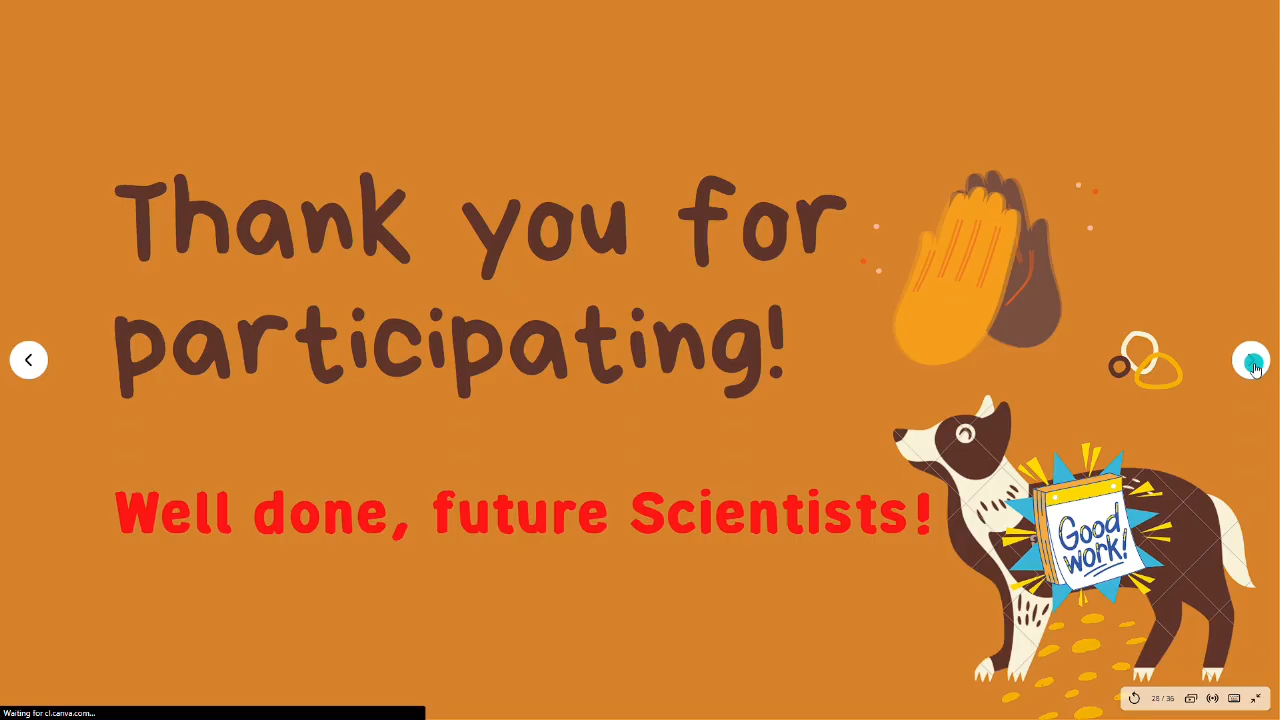 Thank you for
participating!
Well done, future Scientists!
Good
work!
28 / 36
Waiting for cl.canva.com...